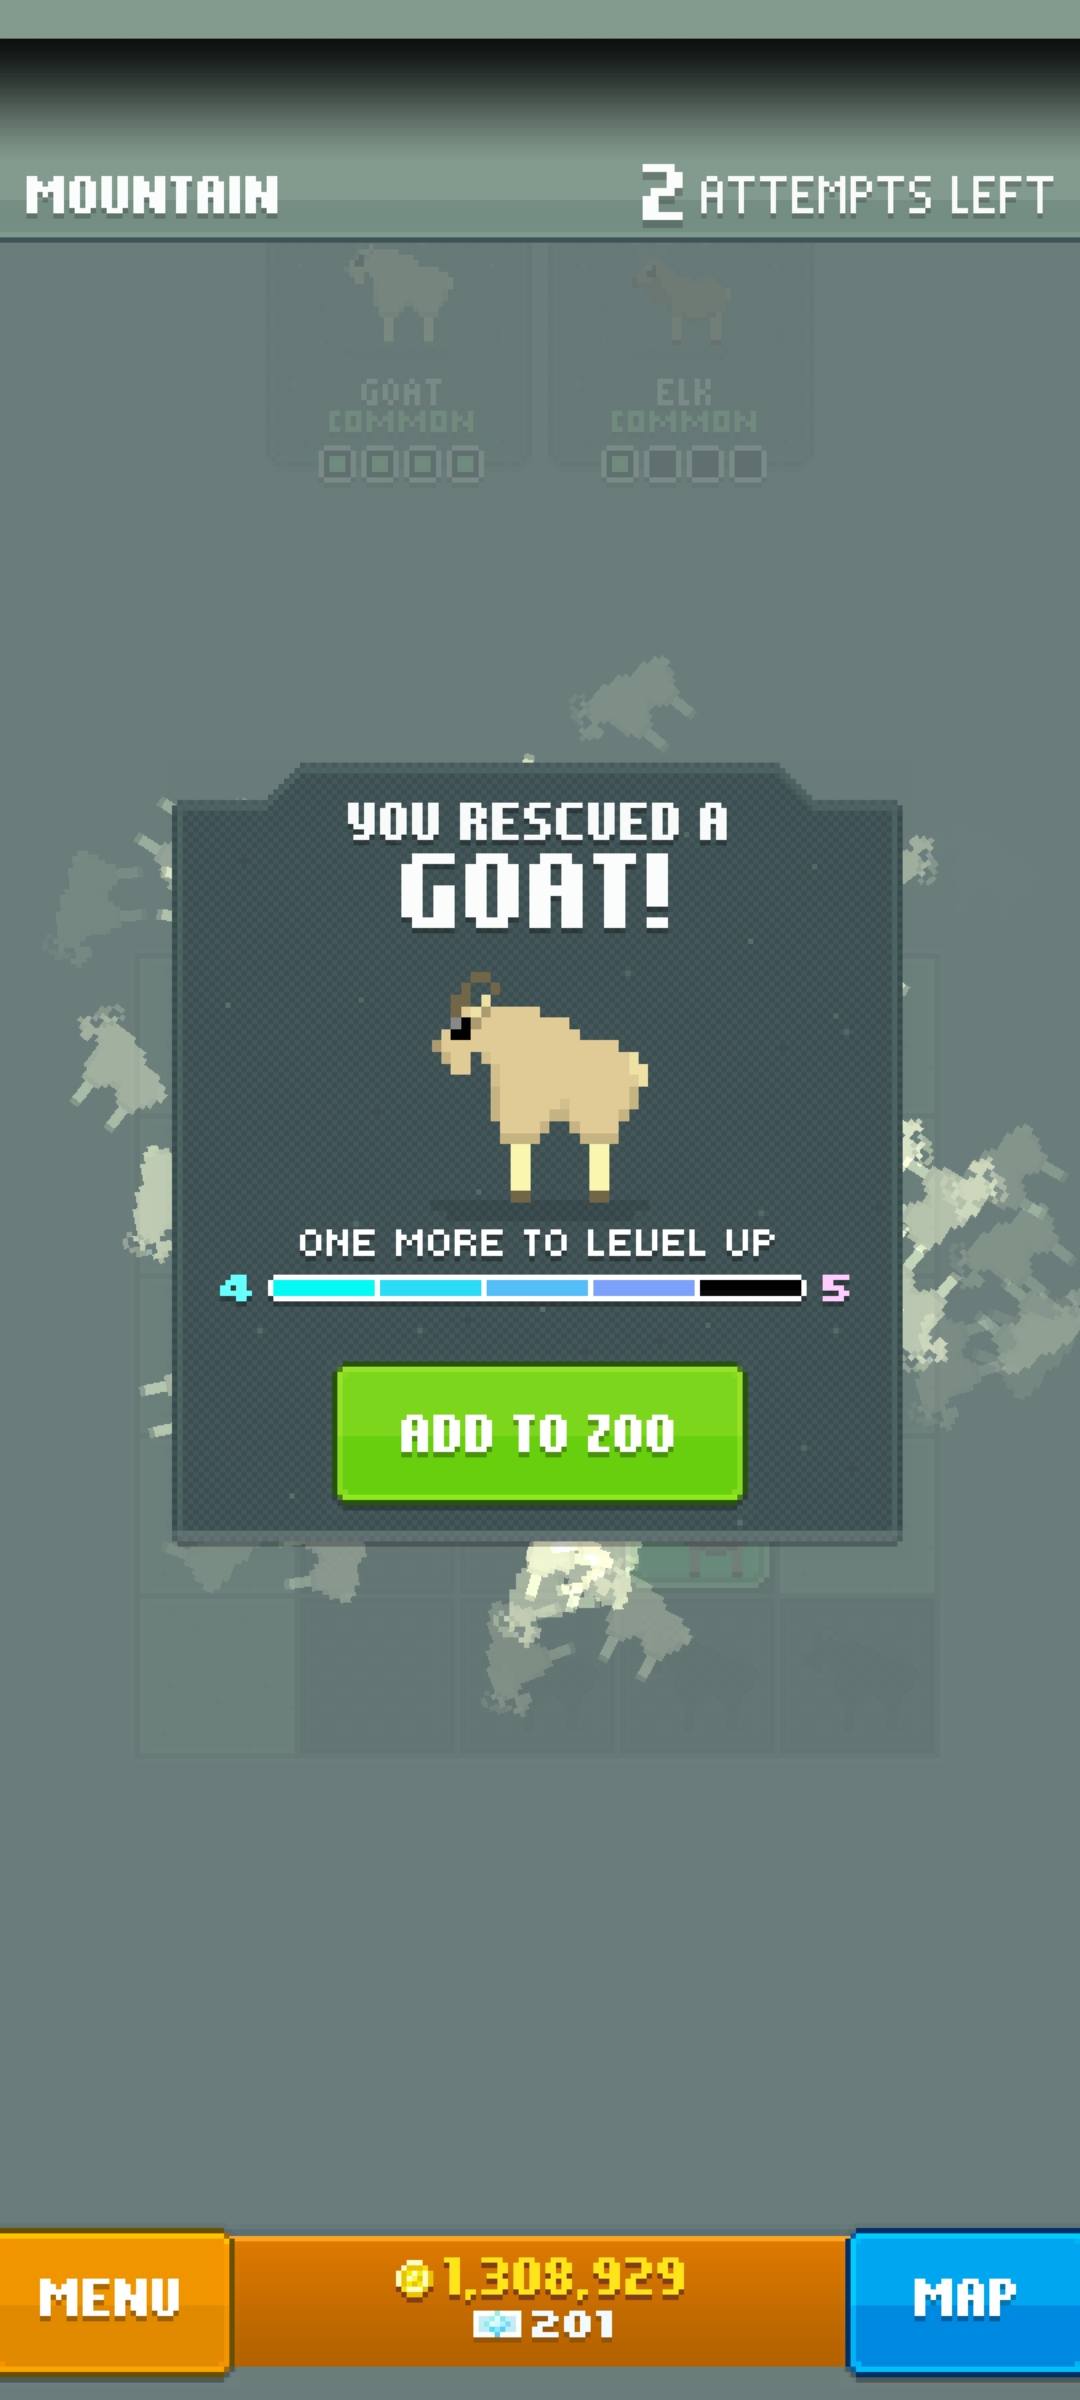 MOUNTAIN
2 ATTEMPTS LEFT
GOAT
COMMON
ELK
COMMON
YOU RESCUED A
GOAT!
ONE MORE TO LEVEL UP
4
5
ADD TO ZOO
MENU
1,308,929
201
MAP